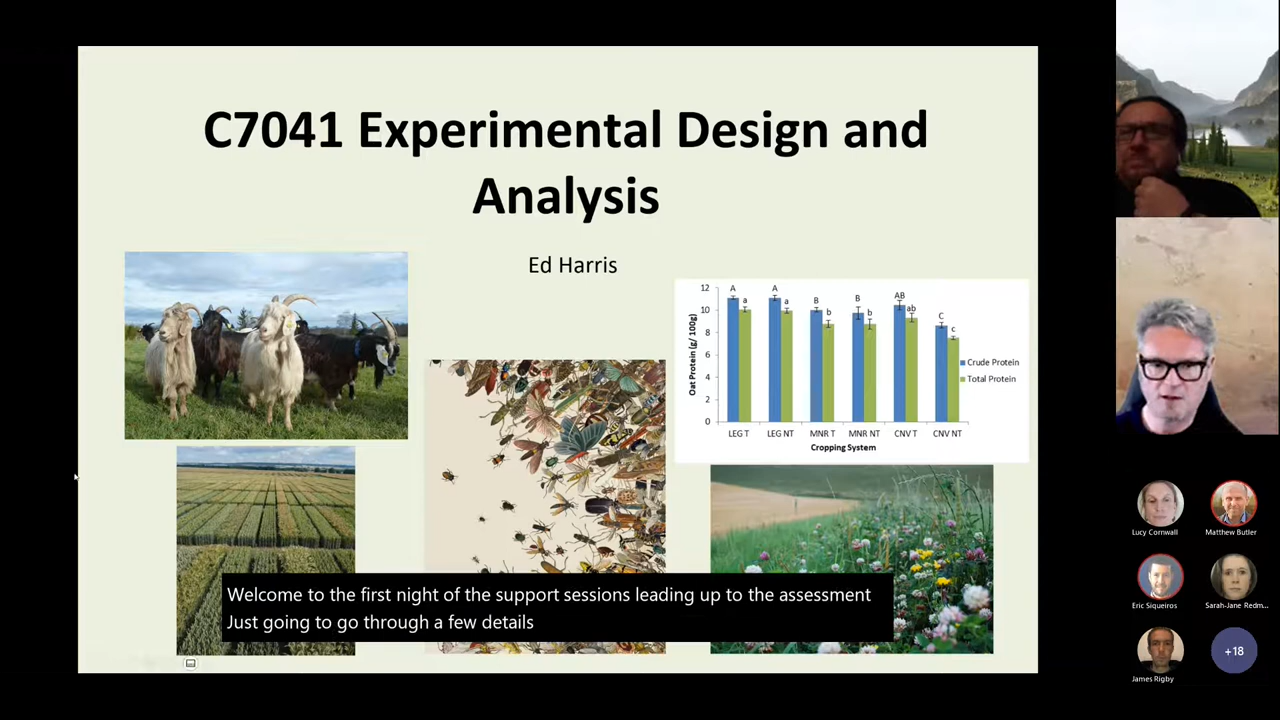 C7041 Experimental Design and
Analysis
Ed Harris
Oat Protein (g/ 100g)
12
10
8
6
4
2
0
A
a
A
a
B
b
B
b
AB
ab
C
c
LEG T
LEG NT
MNR T
MNR NT
CNV T
CNV NT
Cropping System
Crude Protein
Total Protein
Welcome to the first night of the support sessions leading up to the assessment
Just going to go through a few details
Lucy Cornwall
Matthew Butler
Eric Siqueiros
Sarah-Jane Redm...
James Rigby
+18